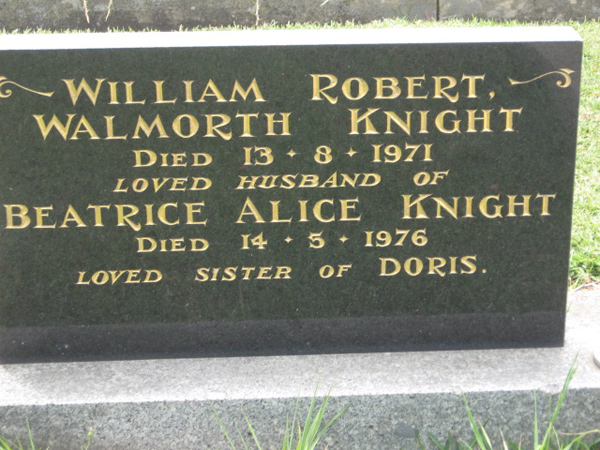 WILLIAM ROBERT,
WALMORTH KNIGHT
DIED 13 • 8 • 1971
LOVED HUSBAND OF
BEATRICE ALICE KNIGHT
DIED 14 • 5 • 1976
LOVED SISTER OF DORIS.